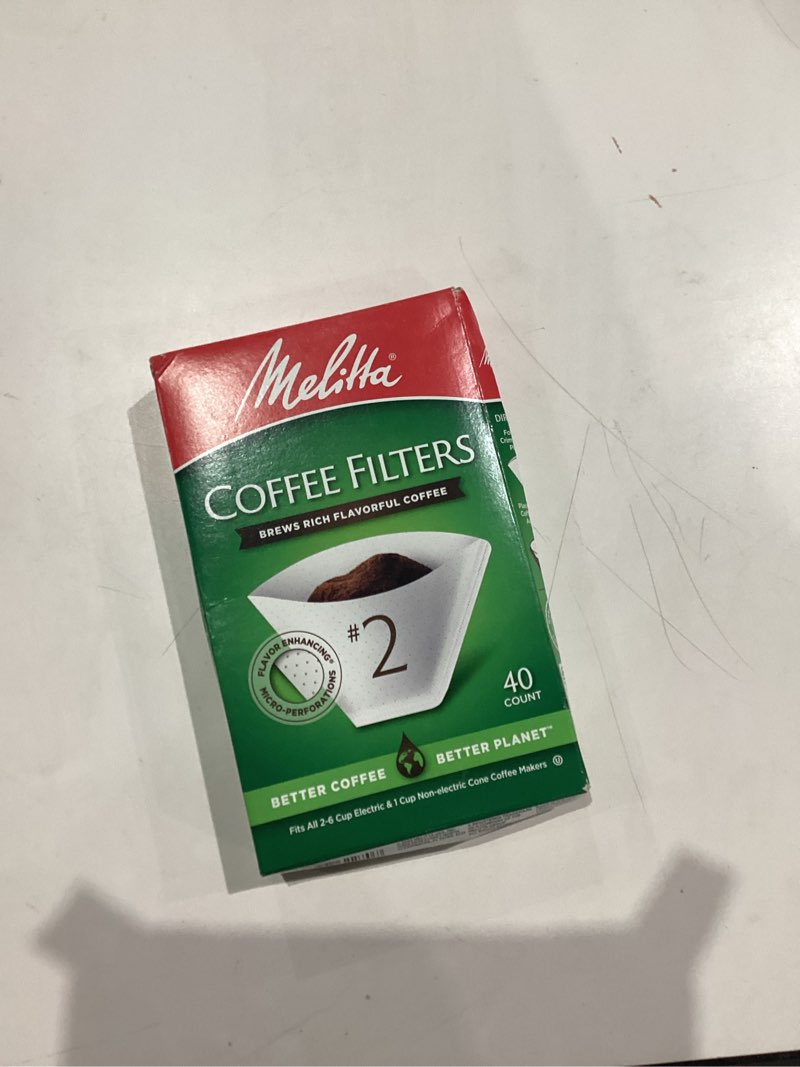 Melitta®
COFFEE FILTERS
BREWS RICH FLAVORFUL COFFEE
#2
FLAVOR ENHANCING®
MICRO-PERFORATIONS
40
COUNT
BETTER COFFEE BETTER PLANET™
Fits All 2-6 Cup Electric & 1 Cup Non-electric Cone Coffee Makers Ⓤ